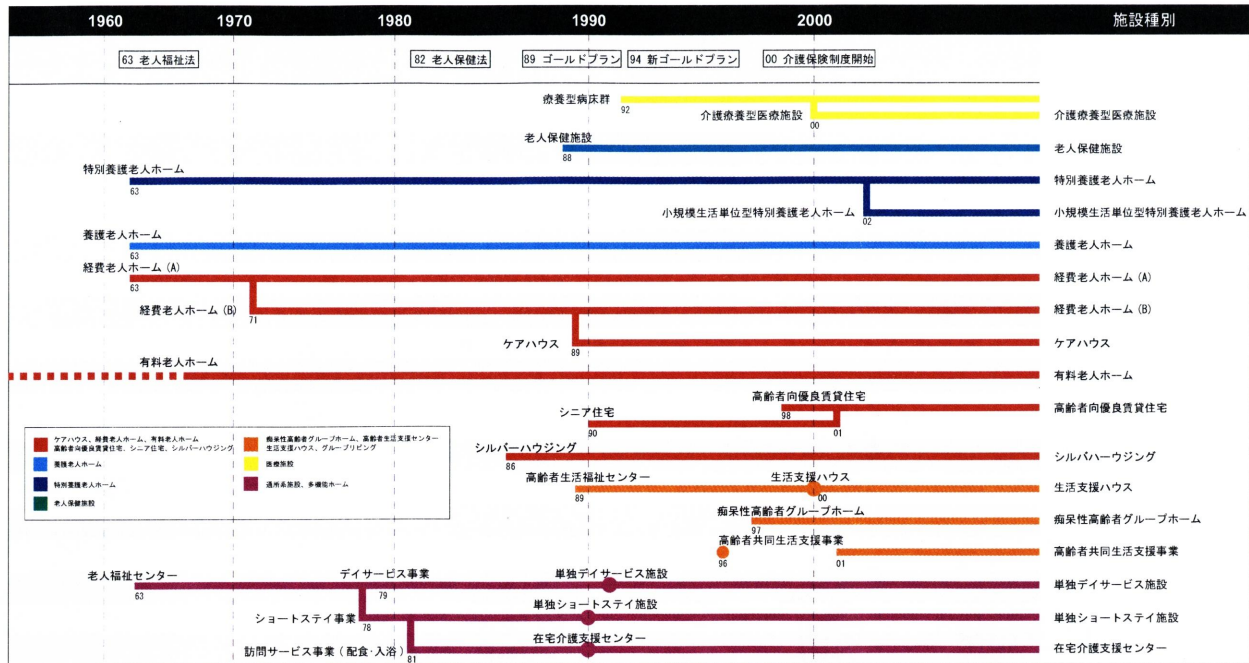 1960 1970 1980 1990 2000 施設種別
63 老人福祉法 82 老人保健法 89 ゴールドプラン 94 新ゴールドプラン 00 介護保険制度開始
療養型病床群
92
介護療養型医療施設 00 介護療養型医療施設
老人保健施設
88
老人保健施設
特別養護老人ホーム
63
特別養護老人ホーム
小規模生活単位型特別養護老人ホーム 02 小規模生活単位型特別養護老人ホーム
養護老人ホーム
63
養護老人ホーム
経費老人ホーム (A)
63
経費老人ホーム (A)
経費老人ホーム (B) 71 経費老人ホーム (B)
ケアハウス 89 ケアハウス
有料老人ホーム
有料老人ホーム
高齢者向優良賃貸住宅
98
高齢者向優良賃貸住宅
シニア住宅
90 01
シルバーハウジング
86
シルバハーウジング
高齢者生活福祉センター 生活支援ハウス
89 00
生活支援ハウス
痴呆性高齢者グループホーム
97
痴呆性高齢者グループホーム
高齢者共同生活支援事業
96 01
高齢者共同生活支援事業
ケアハウス、経費老人ホーム、有料老人ホーム
高齢者向優良賃貸住宅、シニア住宅、シルバーハウジング
養護老人ホーム
特別養護老人ホーム
老人保健施設
痴呆性高齢者グループホーム、高齢者生活支援センター
生活支援ハウス、グループリビング
医療施設
通所系施設、多機能ホーム
老人福祉センター デイサービス事業 単独デイサービス施設
63 79
単独デイサービス施設
単独ショートステイ施設
ショートステイ事業 78 単独ショートステイ施設
在宅介護支援センター
訪問サービス事業（配食・入浴） 81 在宅介護支援センター